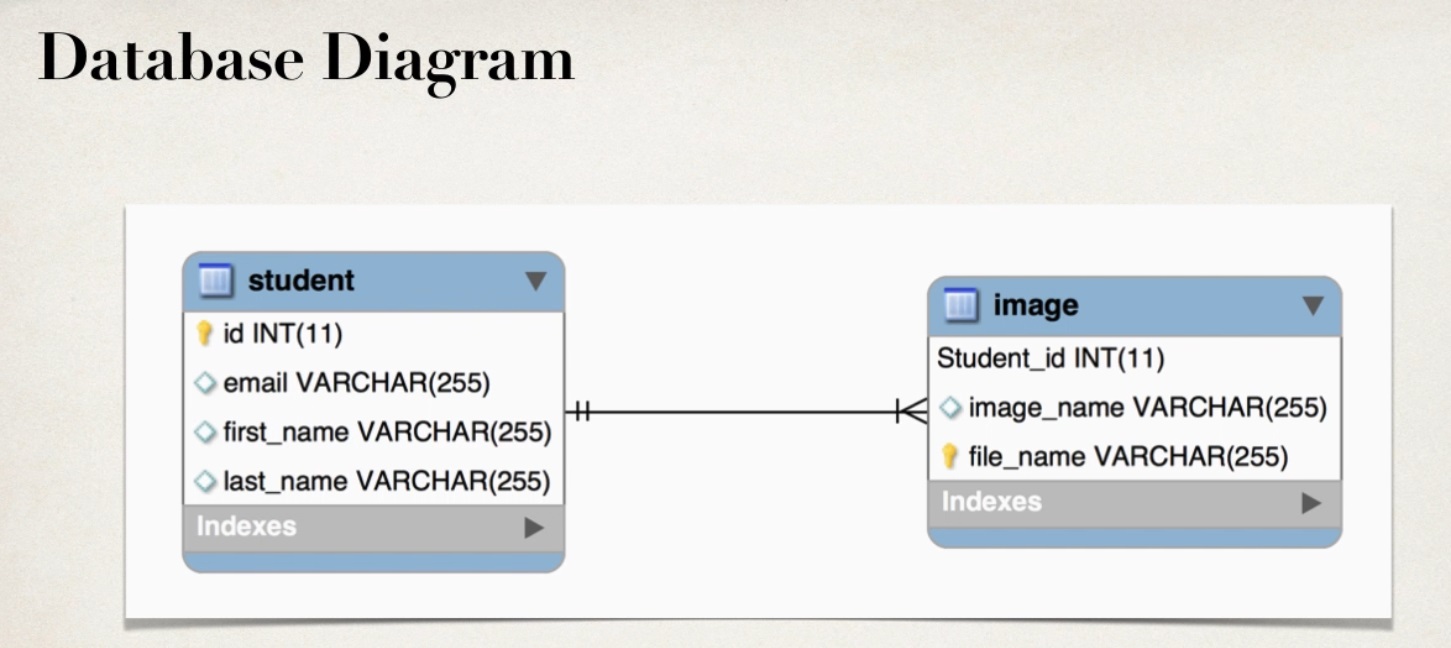 Database Diagram
student
id INT(11)
email VARCHAR(255)
first_name VARCHAR(255)
last_name VARCHAR(255)
Indexes
image
Student_id INT(11)
image_name VARCHAR(255)
file_name VARCHAR(255)
Indexes